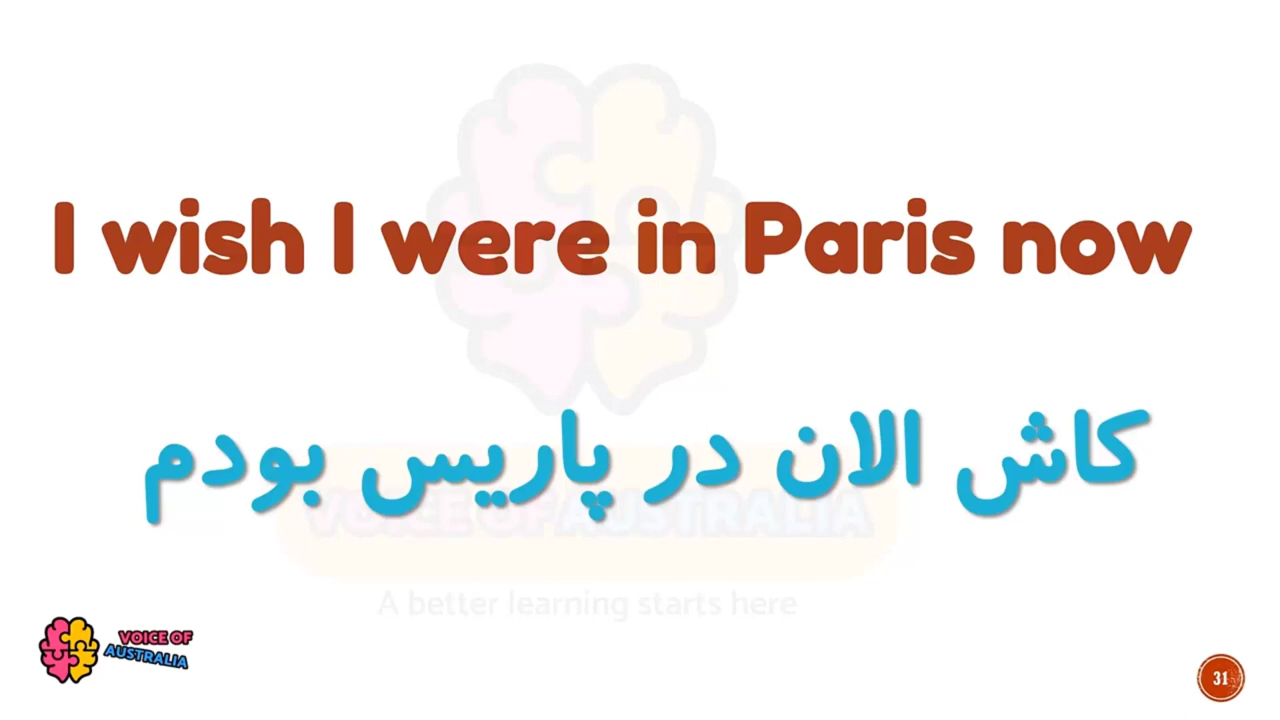 I wish I were in Paris now
کاش الان در پاریس بودم
VOICE OF AUSTRALIA
A better learning starts here
VOICE OF
AUSTRALIA
31